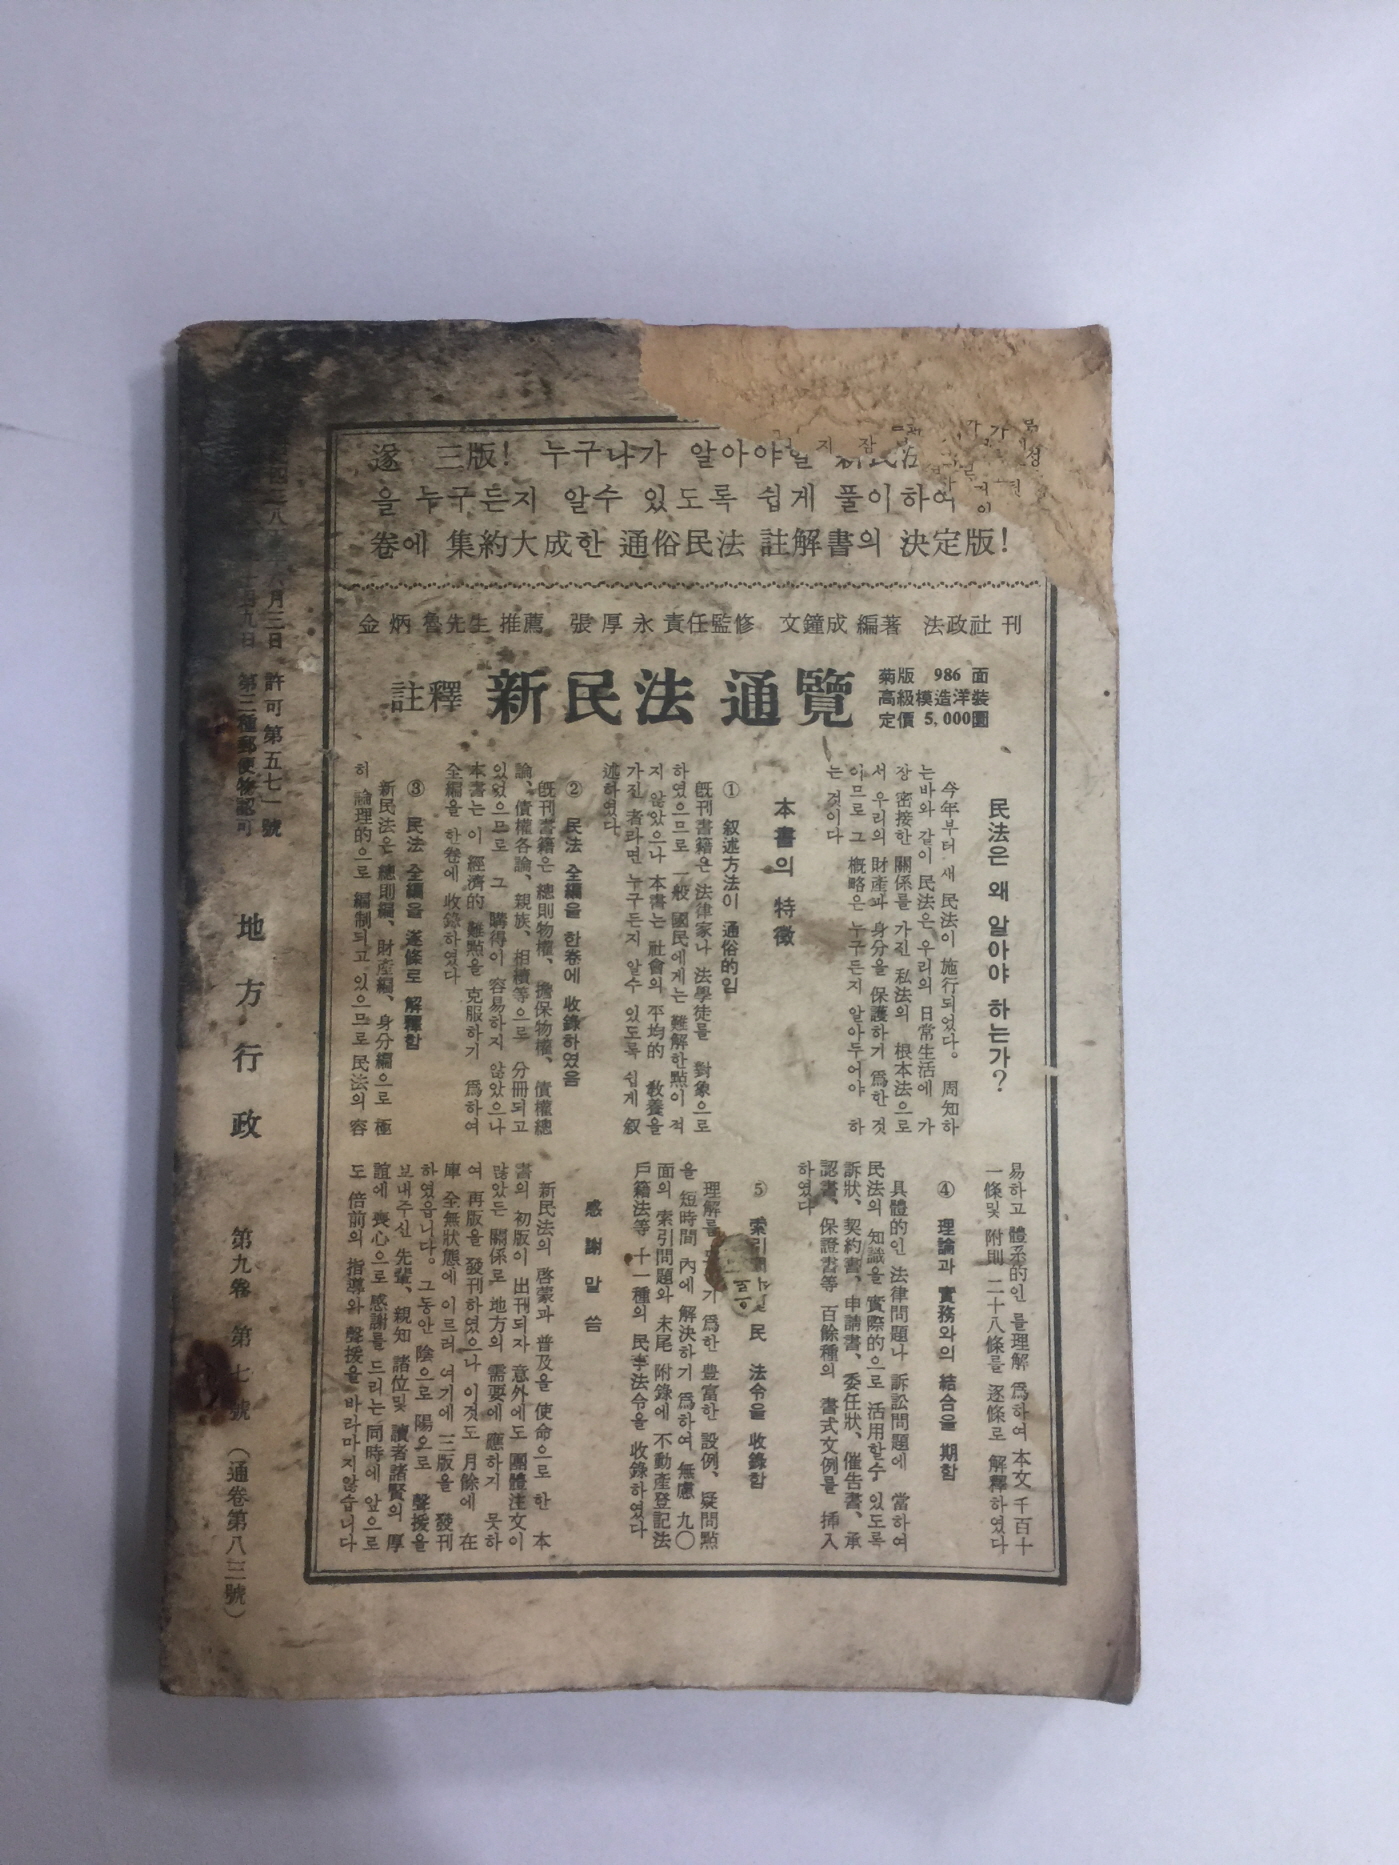 遂 三版! 누구나가 알아야할 新民法
을 누구든지 알수 있도록 쉽게 풀이하여
卷에 集約大成한 通俗民法 註解書의 決定版!
金炳魯先生 推薦 張厚永 責任監修 文鐘成 編著 法政社 刊
註釋 新民法 通覽
菊版 986 面
高級模造洋裝
定價 5,000圜
民法은 왜 알아야 하는가?
今年부터 새 民法이 施行되었다. 周知하
는바와 같이 民法은 우리의 日常生活에 가
장 密接한 關係를 가진 私法의 根本法으로
서 우리의 財產과 身分을 保護하기 爲한 것
이므로 그 槪略은 누구든지 알아두어야 하
는 것이다
本書의 特徵
① 叙述方法이 通俗的임
旣刊書籍은 法律家나 法學徒를 對象으로
하였으므로 一般 國民에게는 難解한點이 적
지 않았으나 本書는 社會의 平均的 敎養을
가진 者라면 누구든지 알수 있도록 쉽게 叙
述하였다
② 民法 全編을 한卷에 收錄하였음
旣刊書籍은 總則物權、擔保物權、債權總
論、債權各論、親族、相續等으로 分冊되고
있었으므로 그 購得이 容易하지 않았으나
本書는 이 經濟的 難點을 克服하기 爲하여
全編을 한卷에 收錄하였다
③ 民法 全編을 逐條로 解釋함
新民法은 總則編、財產編、身分編으로 極
히 論理的으로 編制되고 있으므로 民法의 容
易하고 體系的인 를理解 爲하여 本文 千百十
一條및 附則 二十八條를 逐條로 解釋하였다
④ 理論과 實務와의 結合을 期함
具體的인 法律問題나 訴訟問題에 當하여
民法의 知識을 實際的으로 活用할수 있도록
訴狀、契約書、申請書、委任狀、催告書、承
認書、保證書等 百餘種의 書式文例를 揷入
하였다
⑤ 索引 民 法令을 收錄함
理解를 기 爲한 豊富한 設例、疑問點
을 短時間 內에 解決하기 爲하여 無慮 九〇
面의 索引問題와 末尾 附錄에 不動產登記法
戶籍法等 十一種의 民事法令을 收錄하였다
感謝말씀
新民法의 啓蒙과 普及을 使命으로 한 本
書의 初版이 出刊되자 意外에도 團體注文이
많았든 關係로 地方의 需要에 應하기 못하
여 再版을 發刊하였으나 이것도 月餘에 在
庫 全無狀態에 이르러 여기에 三版을 發刊
하였읍니다. 그동안 陰으로 陽으로 聲援을
보내주신 先輩、親知 諸位및 讀者諸賢의 厚
誼에 衷心으로 感謝를 드리는 同時에 앞으로
도 倍前의 指導와 聲援을 바라마지않습니다
六月三日 許可第五七一號
九日 第三種郵便物認可
地方行政 第九卷 第七號 (通卷第八三號)